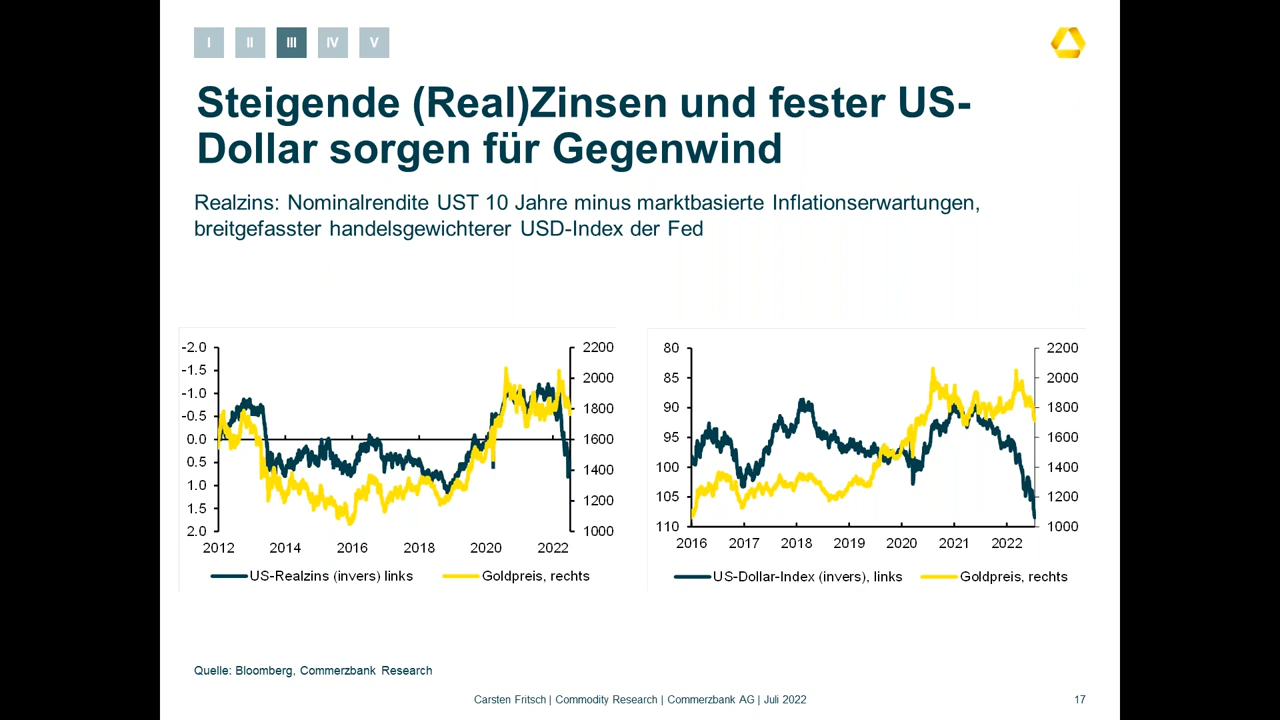 I II III IV V
Steigende (Real)Zinsen und fester US-
Dollar sorgen für Gegenwind
Realzins: Nominalrendite UST 10 Jahre minus marktbasierte Inflationserwartungen,
breitgefasster handelsgewichterer USD-Index der Fed
-2.0
-1.5
-1.0
-0.5
0.0
0.5
1.0
1.5
2.0
2200
2000
1800
1600
1400
1200
1000
2012 2014 2016 2018 2020 2022
US-Realzins (invers) links Goldpreis, rechts
80
85
90
95
100
105
110
2200
2000
1800
1600
1400
1200
1000
2016 2017 2018 2019 2020 2021 2022
US-Dollar-Index (invers), links Goldpreis, rechts
Quelle: Bloomberg, Commerzbank Research
Carsten Fritsch | Commodity Research | Commerzbank AG | Juli 2022
17